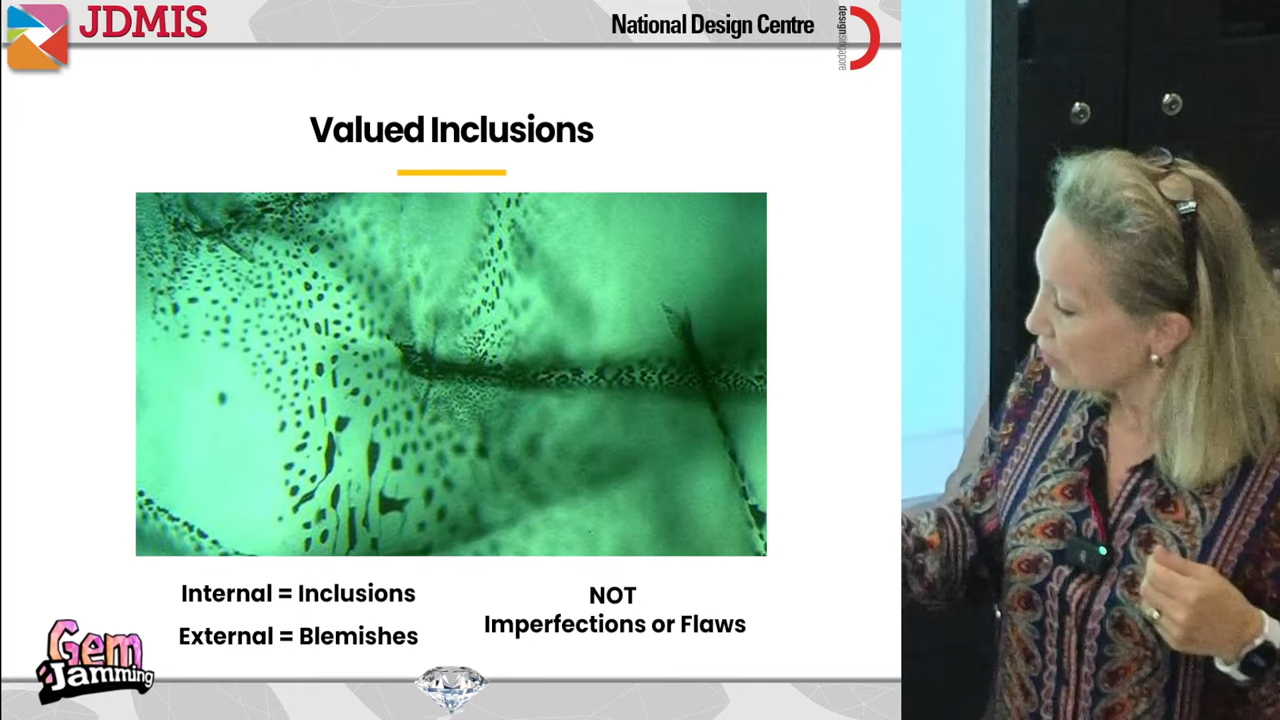 JDMIS
National Design Centre
designsingapore
Valued Inclusions
Internal = Inclusions
External = Blemishes
NOT
Imperfections or Flaws
Gem
Jamming